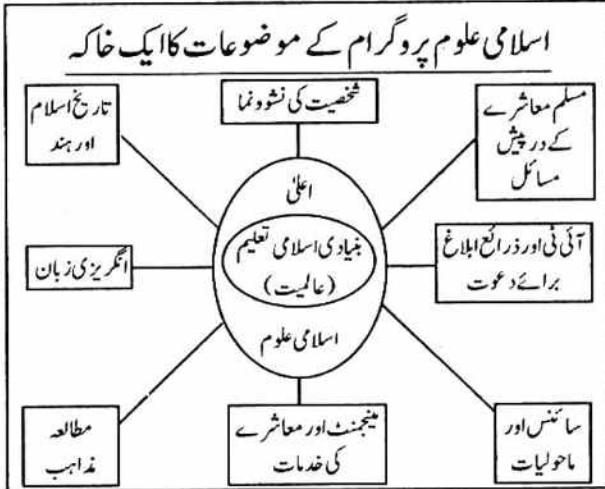 اسلامی علوم پروگرام کے موضوعات کا ایک خاکہ
شخصیت کی نشوونما
مسلم معاشرے
کے درپیش
مسائل
تاریخ اسلام
اور ہند
اعلیٰ
بنیادی اسلامی تعلیم
(عالمیت)
اسلامی علوم
آئی ٹی اور ذرائع ابلاغ
برائے دعوت
انگریزی زبان
سائنس اور
ماحولیات
مینجمنٹ اور معاشرے
کی خدمات
مطالعہ
مذاہب